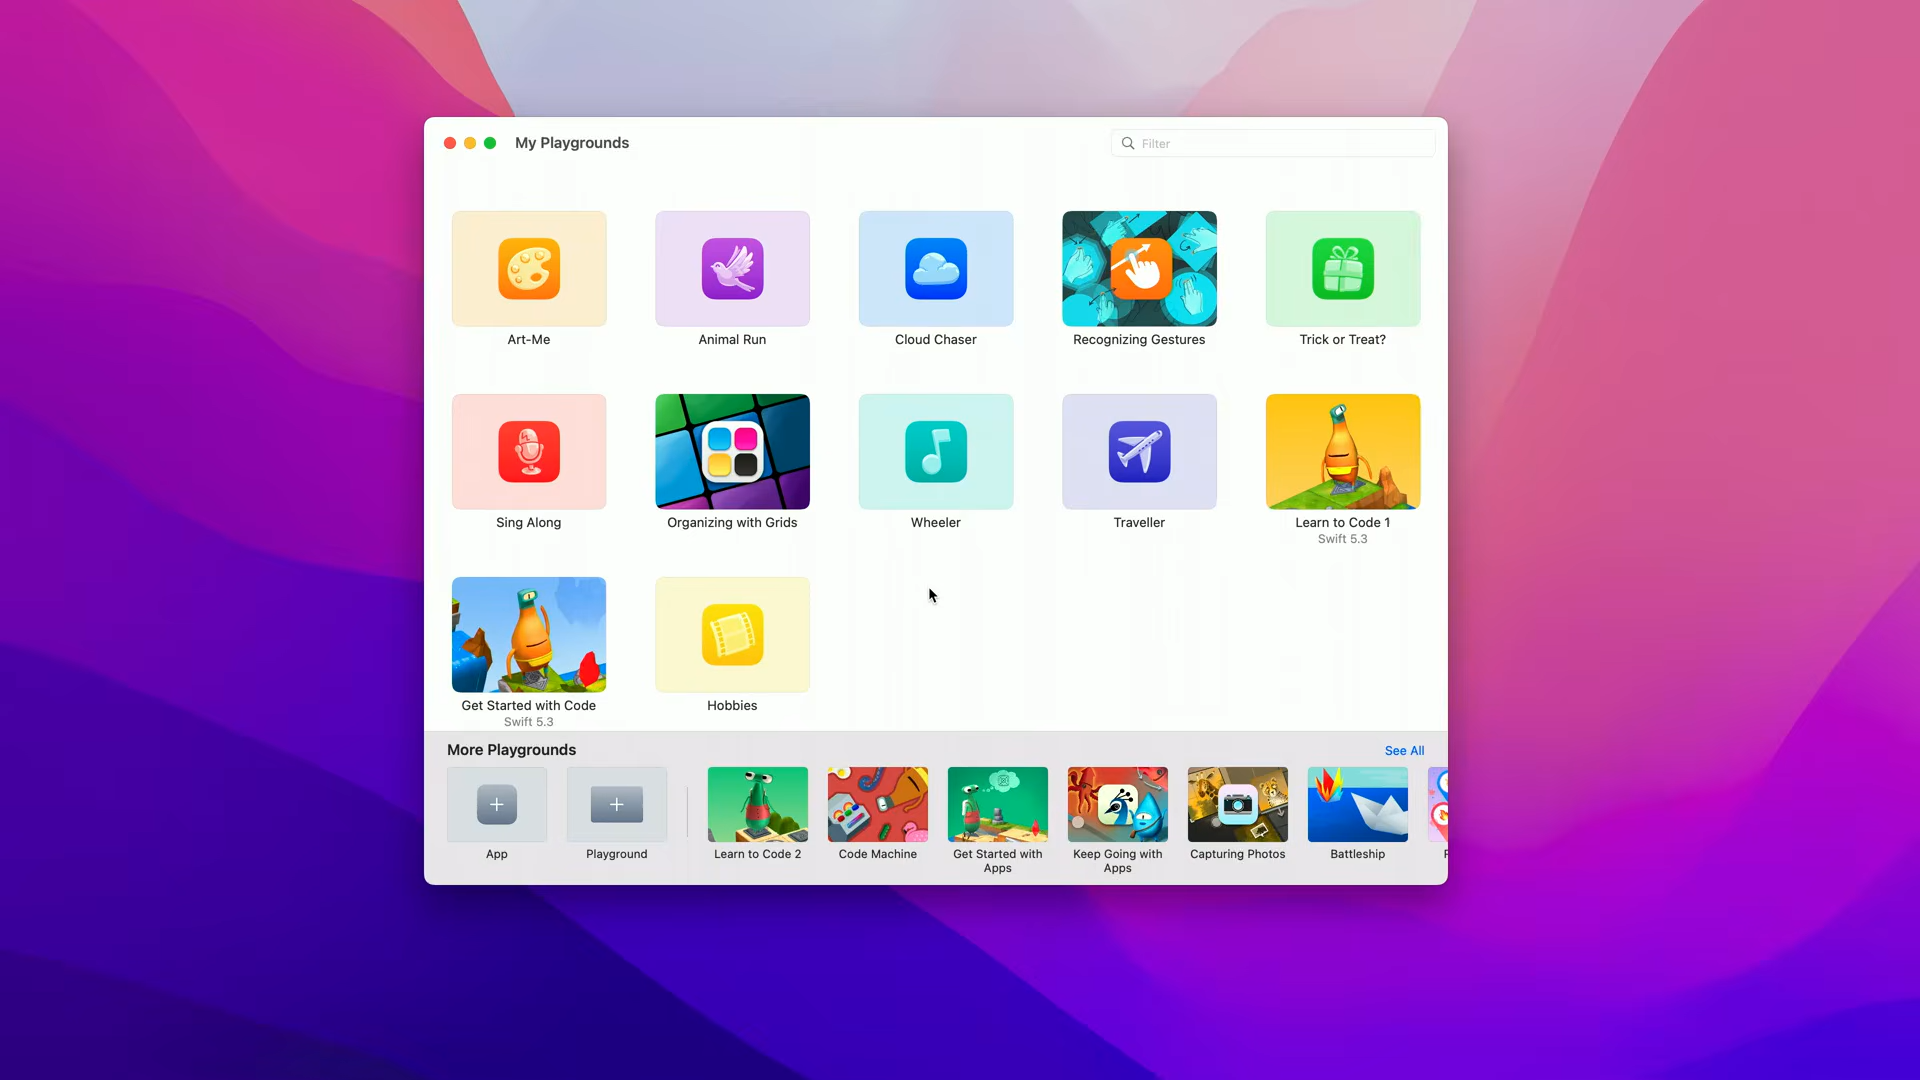 My Playgrounds
Filter
Art-Me
Animal Run
Cloud Chaser
Recognizing Gestures
Trick or Treat?
Sing Along
Organizing with Grids
Wheeler
Traveller
Learn to Code 1
Swift 5.3
Get Started with Code
Swift 5.3
Hobbies
More Playgrounds
See All
App
Playground
Learn to Code 2
Code Machine
Get Started with
Apps
Keep Going with
Apps
Capturing Photos
Battleship